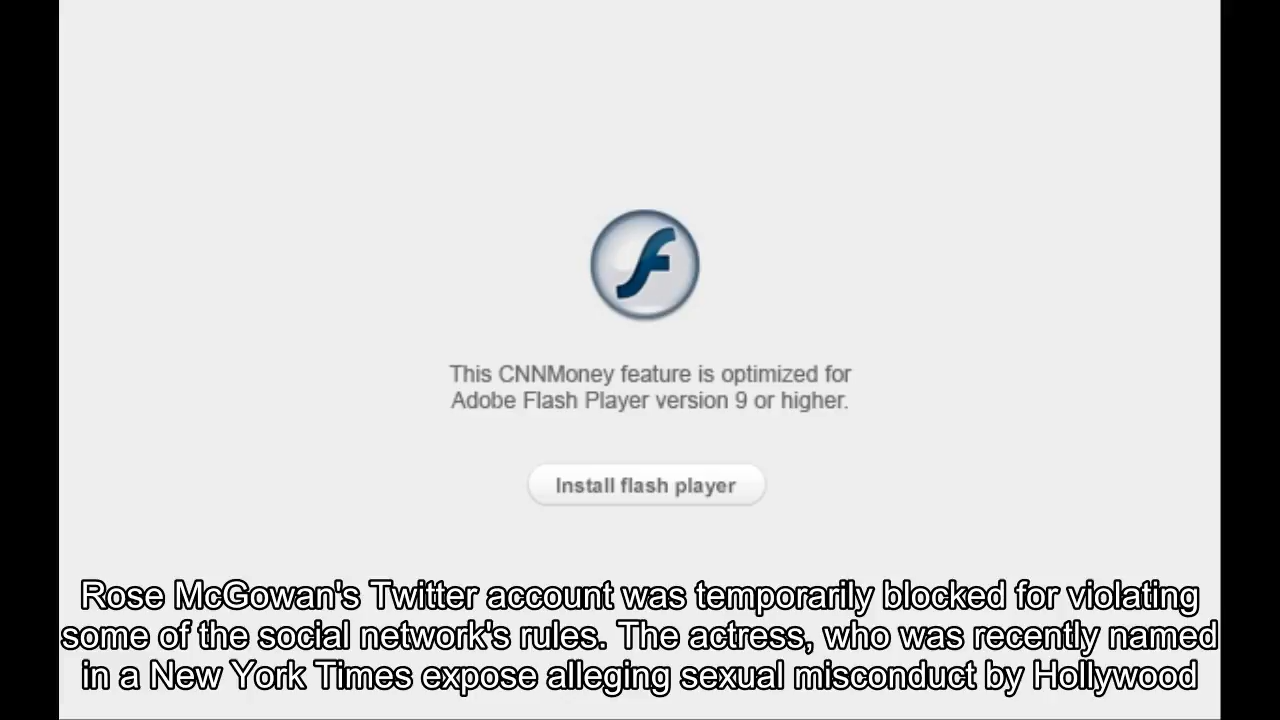 This CNNMoney feature is optimized for
Adobe Flash Player version 9 or higher.
Install flash player
Rose McGowan's Twitter account was temporarily blocked for violating
some of the social network's rules. The actress, who was recently named
in a New York Times expose alleging sexual misconduct by Hollywood